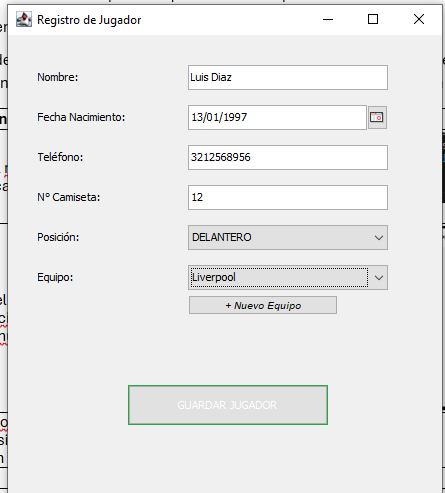 Registro de Jugador
Nombre: Luis Diaz
Fecha Nacimiento: 13/01/1997
Teléfono: 3212568956
N° Camiseta: 12
Posición: DELANTERO
Equipo: Liverpool
+ Nuevo Equipo
GUARDAR JUGADOR